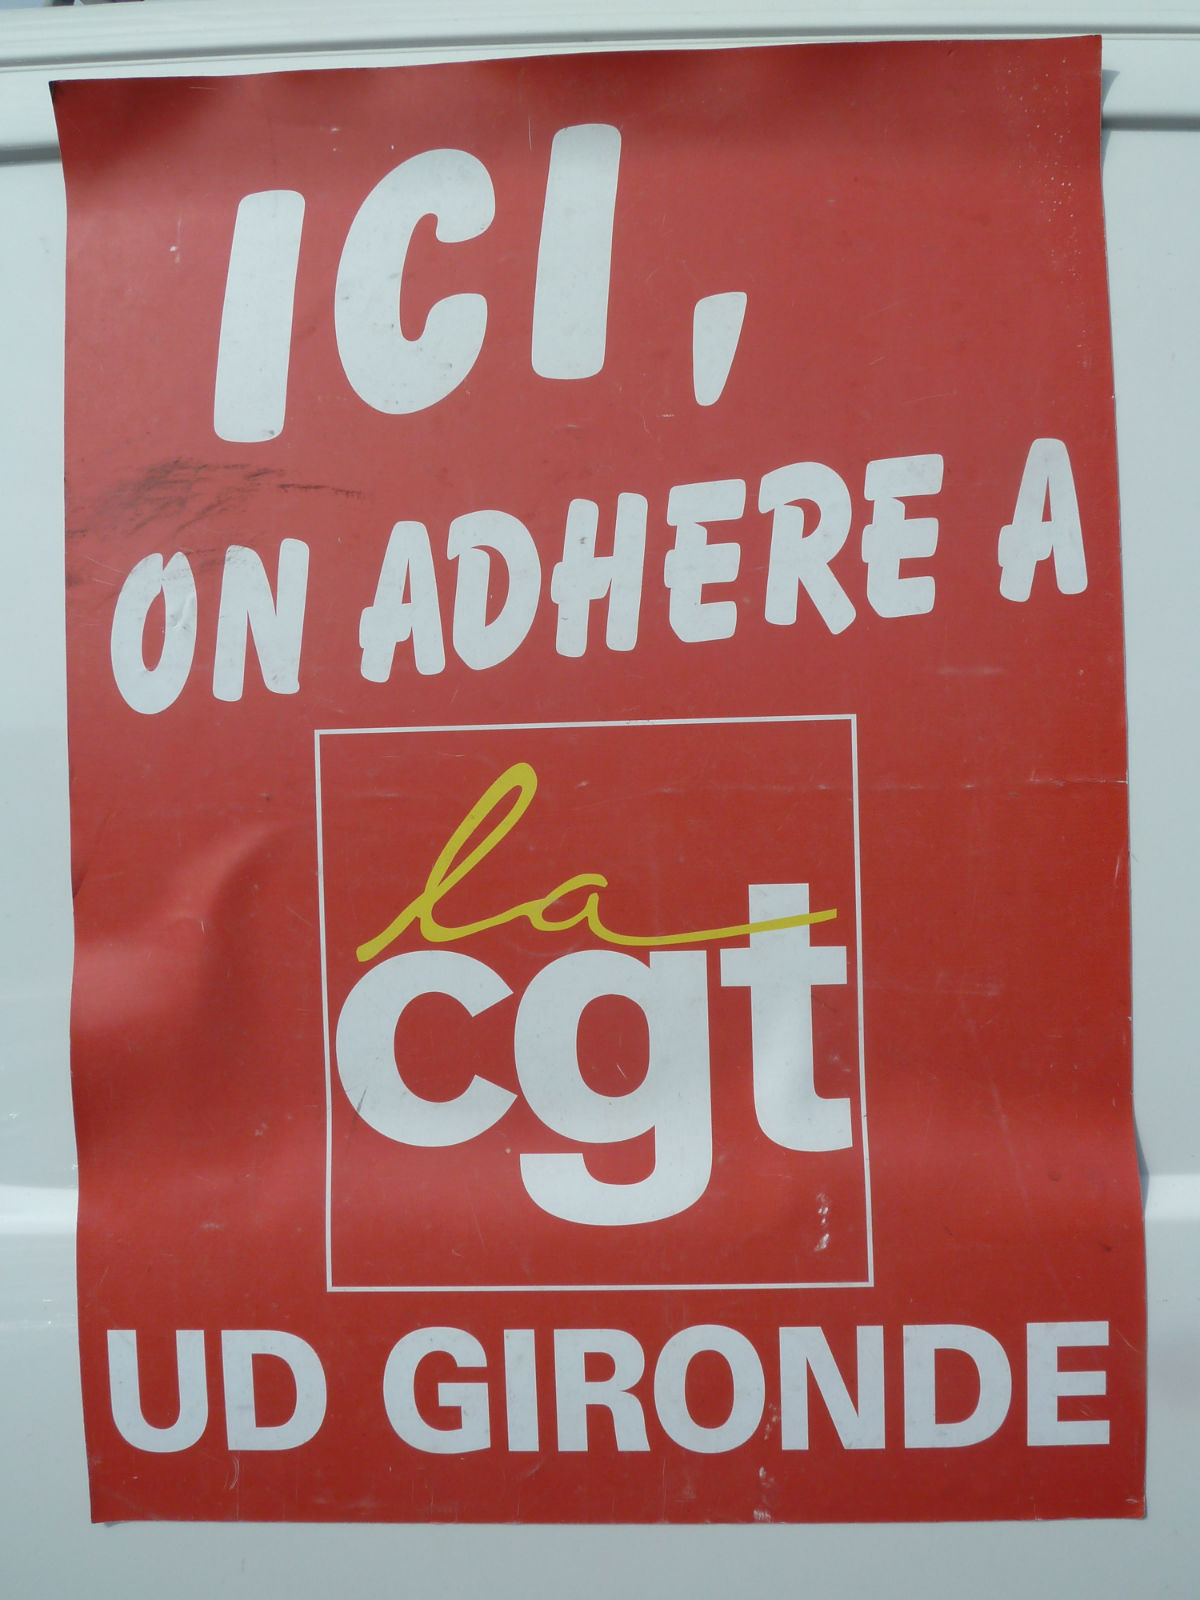 ICI,
ON ADHERE A
la
cgt
UD GIRONDE